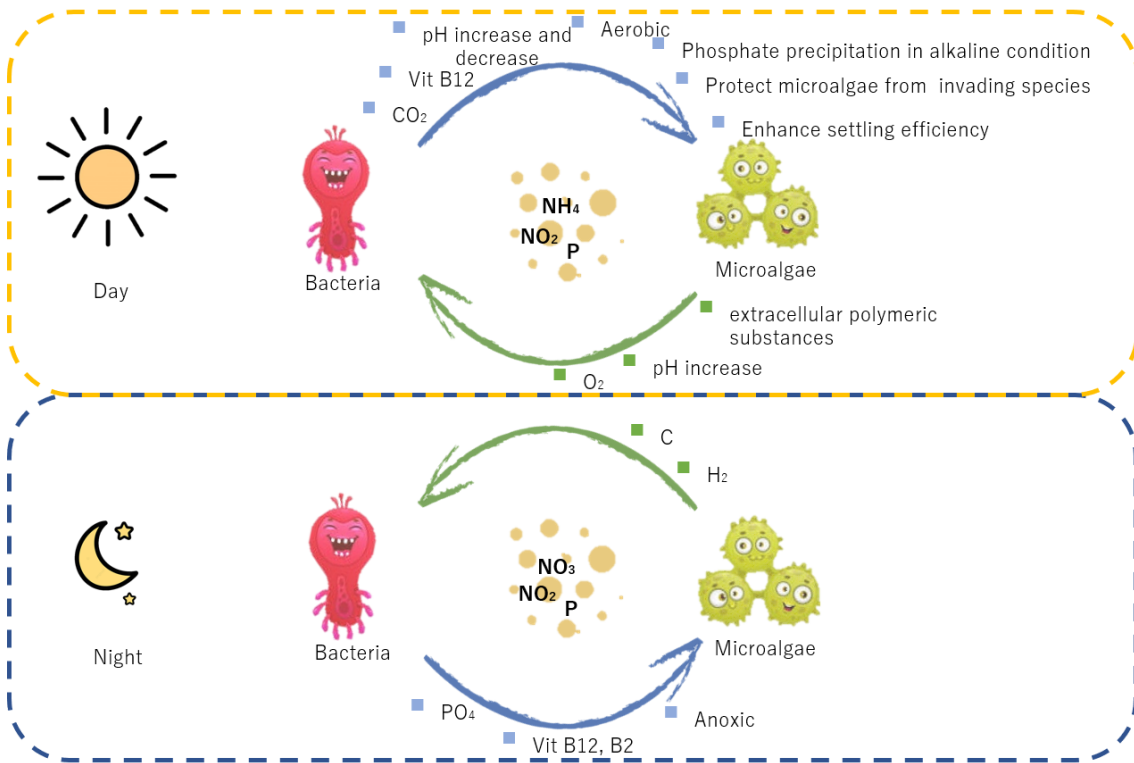 pH increase and
decrease
Aerobic
Phosphate precipitation in alkaline condition
Vit B12
Protect microalgae from invading species
CO₂
Enhance settling efficiency
NH₄
NO₂
P
Day
Bacteria
Microalgae
extracellular polymeric
substances
pH increase
O₂
C
H₂
NO₃
NO₂
P
Night
Bacteria
Microalgae
PO₄
Anoxic
Vit B12, B2